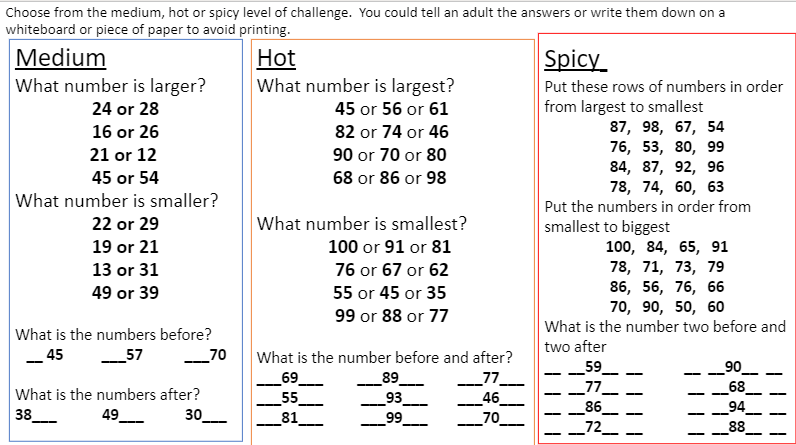 Choose from the medium, hot or spicy level of challenge.  You could tell an adult the answers or write them down on a
whiteboard or piece of paper to avoid printing.
Medium
What number is larger?
24 or 28
16 or 26
21 or 12
45 or 54
What number is smaller?
22 or 29
19 or 21
13 or 31
49 or 39
What is the numbers before?
__ 45 ___57 ___70
What is the numbers after?
38___ 49___ 30___
Hot
What number is largest?
45 or 56 or 61
82 or 74 or 46
90 or 70 or 80
68 or 86 or 98
What number is smallest?
100 or 91 or 81
76 or 67 or 62
55 or 45 or 35
99 or 88 or 77
What is the number before and after?
___69___ ___89___ ___77___
___55___ ___93___ ___46___
___81___ ___99___ ___70___
Spicy
Put these rows of numbers in order
from largest to smallest
87, 98, 67, 54
76, 53, 80, 99
84, 87, 92, 96
78, 74, 60, 63
Put the numbers in order from
smallest to biggest
100, 84, 65, 91
78, 71, 73, 79
86, 56, 76, 66
70, 90, 50, 60
What is the number two before and
two after
__ __59__ __ __ __90__ __
__ __77__ __ __ __68__ __
__ __86__ __ __ __94__ __
__ __72__ __ __ __88__ __